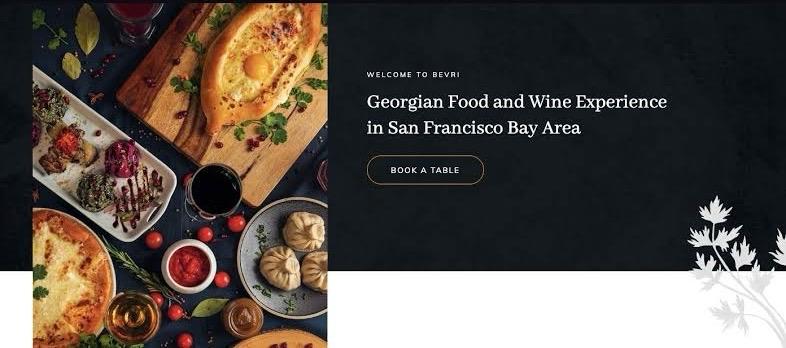 WELCOME TO BEVRI
Georgian Food and Wine Experience
in San Francisco Bay Area
BOOK A TABLE